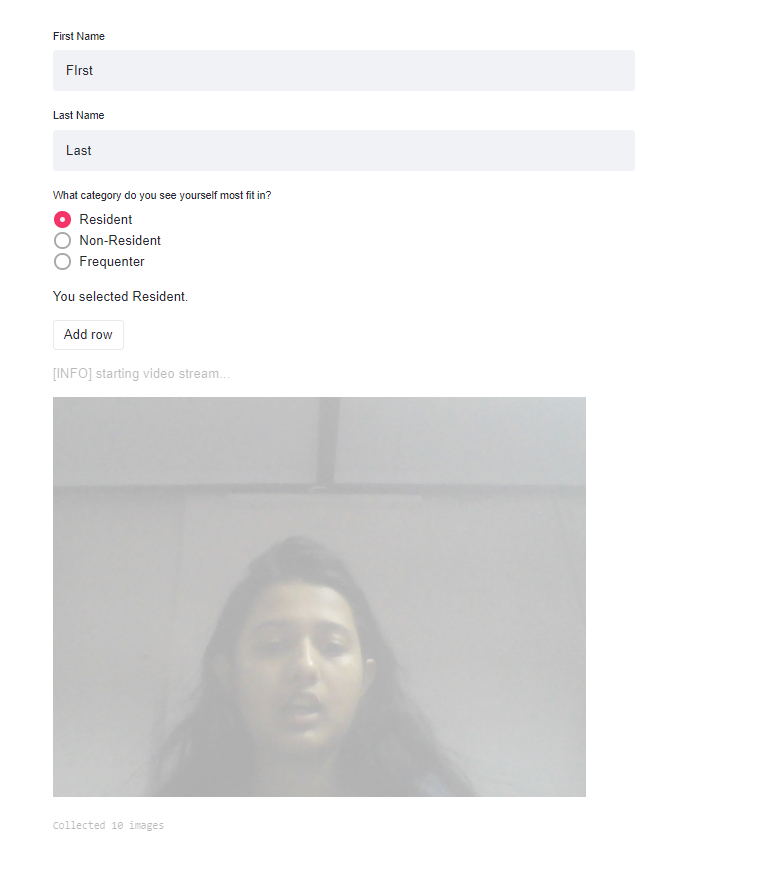 First Name
FIrst
Last Name
Last
What category do you see yourself most fit in?
Resident
Non-Resident
Frequenter
You selected Resident.
Add row
[INFO] starting video stream...
Collected 10 images